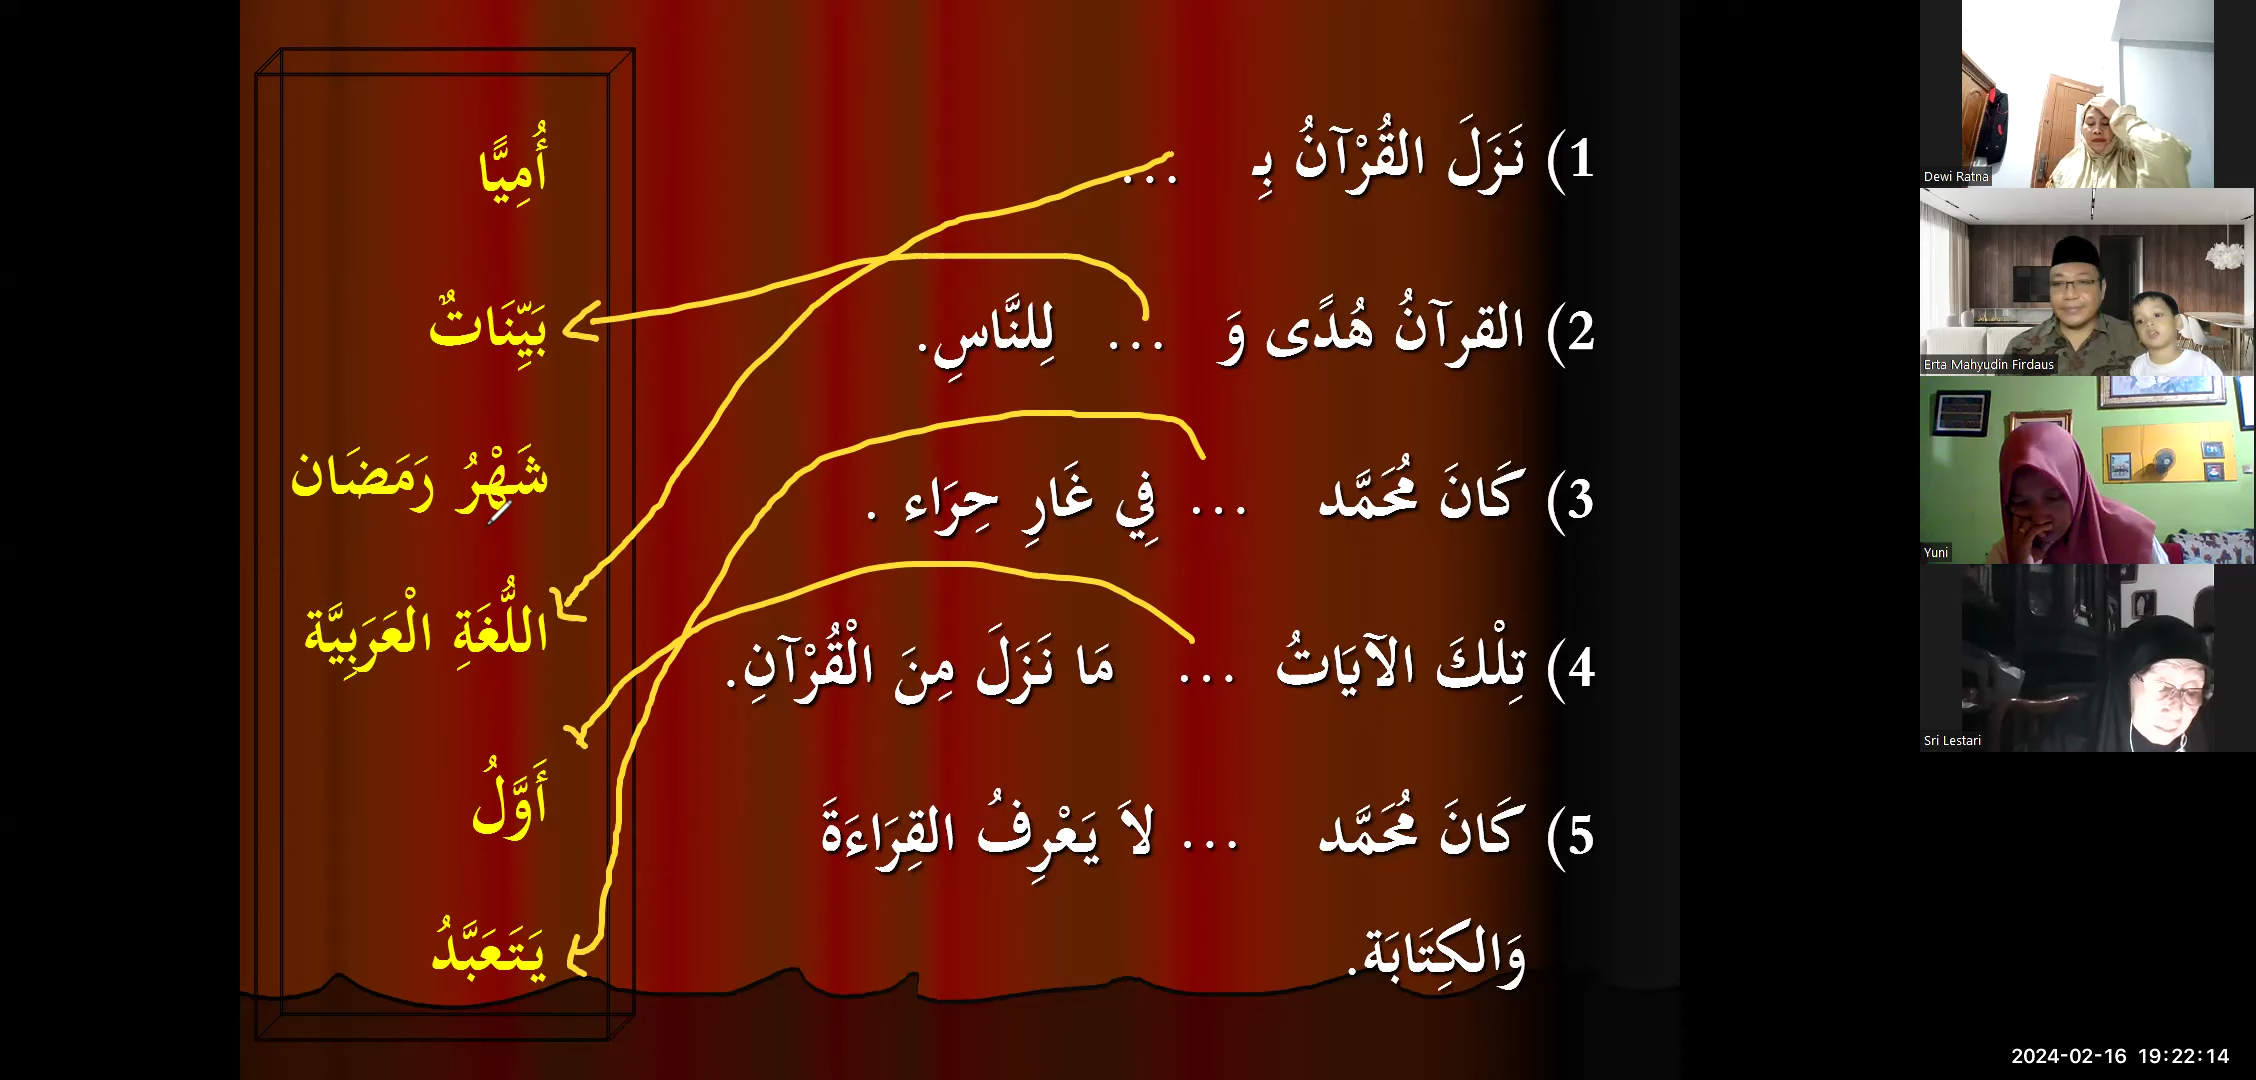 1) نَزَلَ القُرْآنُ بِـ ...
2) القرآنُ هُدًى وَ ... لِلنَّاسِ.
3) كَانَ مُحَمَّد ... فِي غَارِ حِرَاء .
4) تِلْكَ الآيَاتُ ... مَا نَزَلَ مِنَ الْقُرْآنِ.
5) كَانَ مُحَمَّد ... لاَ يَعْرِفُ القِرَاءَةَ
وَالكِتَابَة.
أُمِيًّا
بَيِّنَاتٌ
شَهْرُ رَمَضَان
اللُّغَةِ الْعَرَبِيَّة
أَوَّلُ
يَتَعَبَّدُ
Dewi Ratna
Erta Mahyudin Firdaus
Yuni
Sri Lestari
2024-02-16 19:22:14